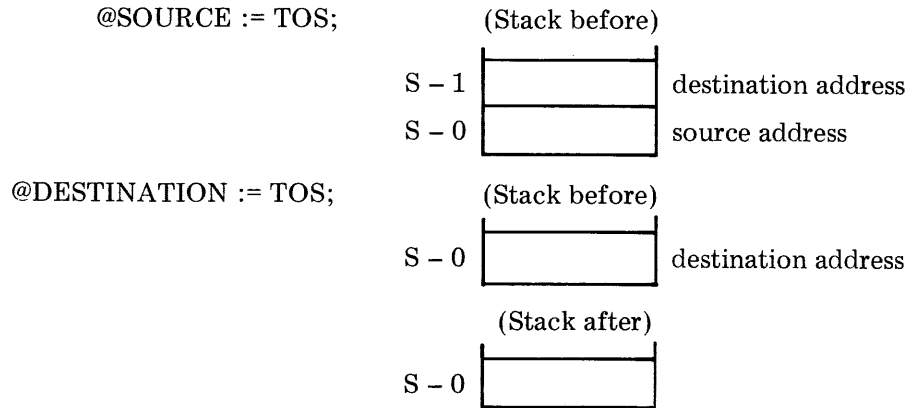 @SOURCE := TOS; (Stack before)
S – 1 destination address
S – 0 source address
@DESTINATION := TOS; (Stack before)
S – 0 destination address
(Stack after)
S – 0